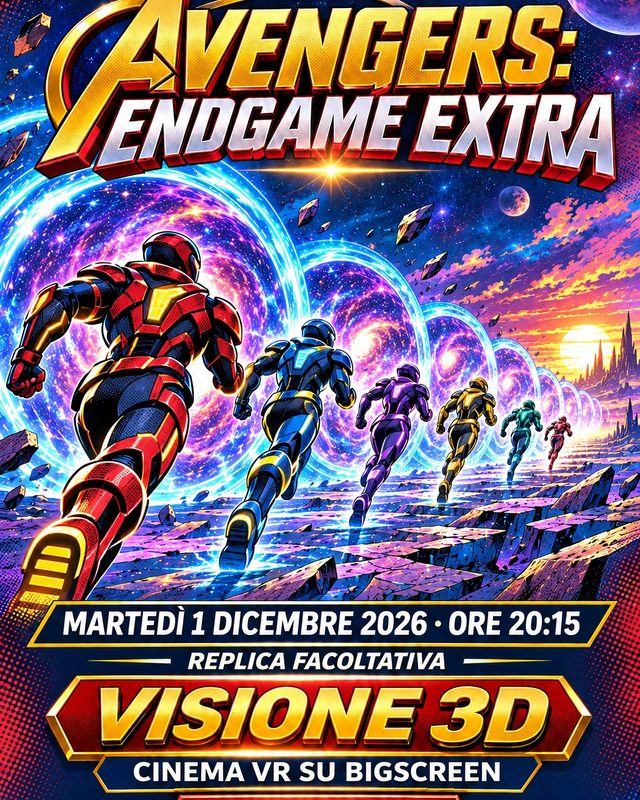 AVENGERS:
ENDGAME EXTRA
MARTEDÌ 1 DICEMBRE 2026 · ORE 20:15
REPLICA FACOLTATIVA
VISIONE 3D
CINEMA VR SU BIGSCREEN